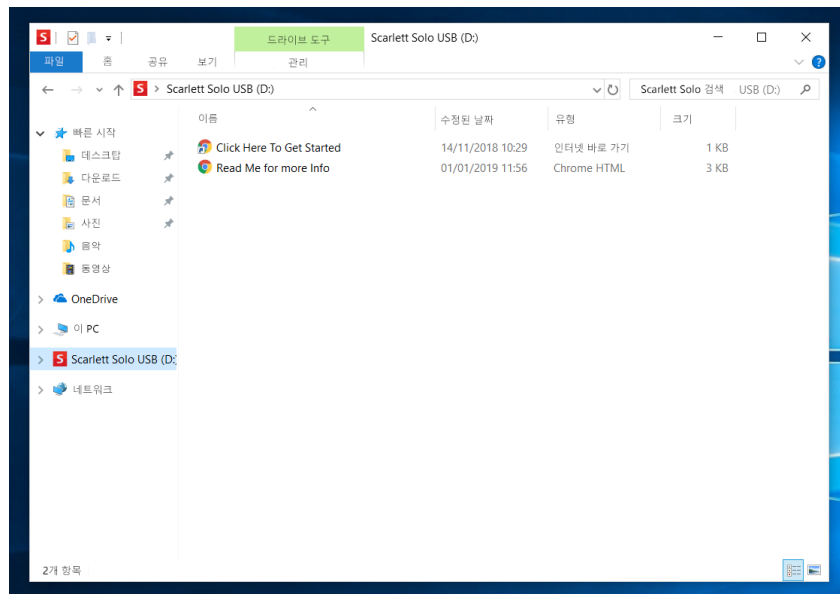 드라이브 도구 Scarlett Solo USB (D:)
파일 홈 공유 보기 관리
Scarlett Solo USB (D:) Scarlett Solo 검색 USB (D:)
이름 수정된 날짜 유형 크기
Click Here To Get Started 14/11/2018 10:29 인터넷 바로 가기 1 KB
Read Me for more Info 01/01/2019 11:56 Chrome HTML 3 KB
빠른 시작
데스크탑
다운로드
문서
사진
음악
동영상
OneDrive
이 PC
Scarlett Solo USB (D:)
네트워크
2개 항목